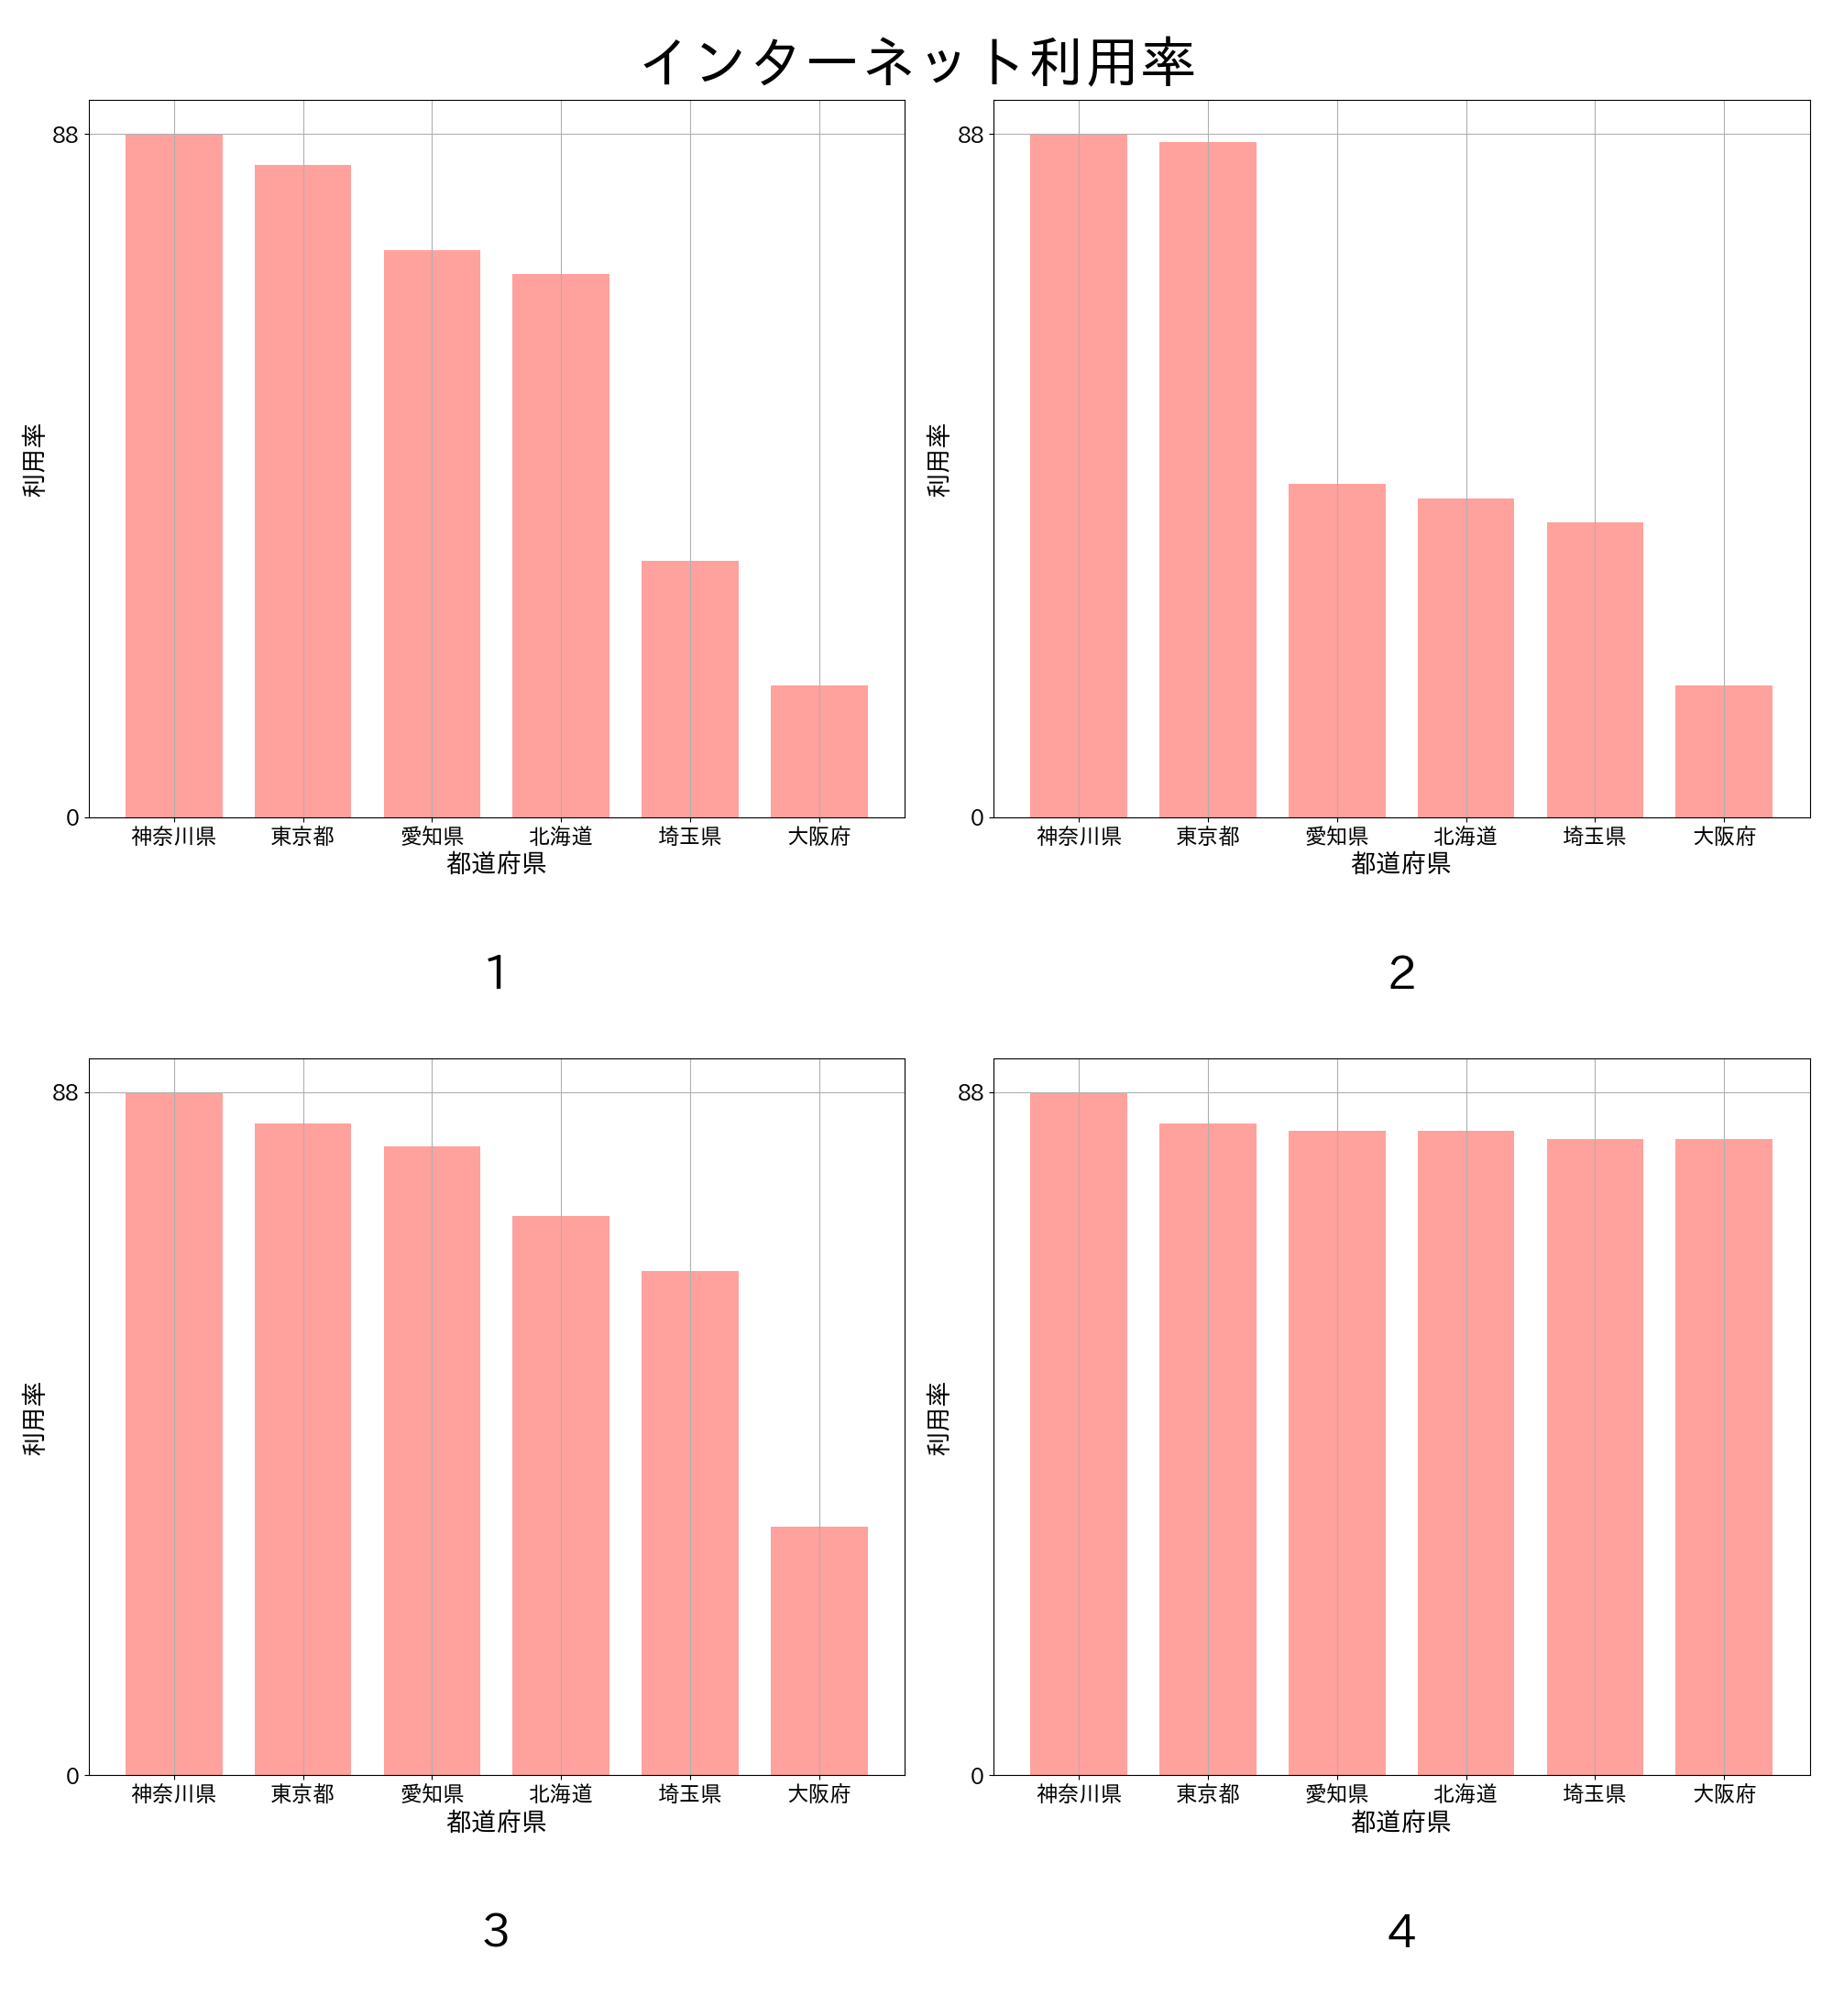 インターネット利用率
88
0
利用率
神奈川県 東京都 愛知県 北海道 埼玉県 大阪府
都道府県
1
88
0
利用率
神奈川県 東京都 愛知県 北海道 埼玉県 大阪府
都道府県
2
88
0
利用率
神奈川県 東京都 愛知県 北海道 埼玉県 大阪府
都道府県
3
88
0
利用率
神奈川県 東京都 愛知県 北海道 埼玉県 大阪府
都道府県
4